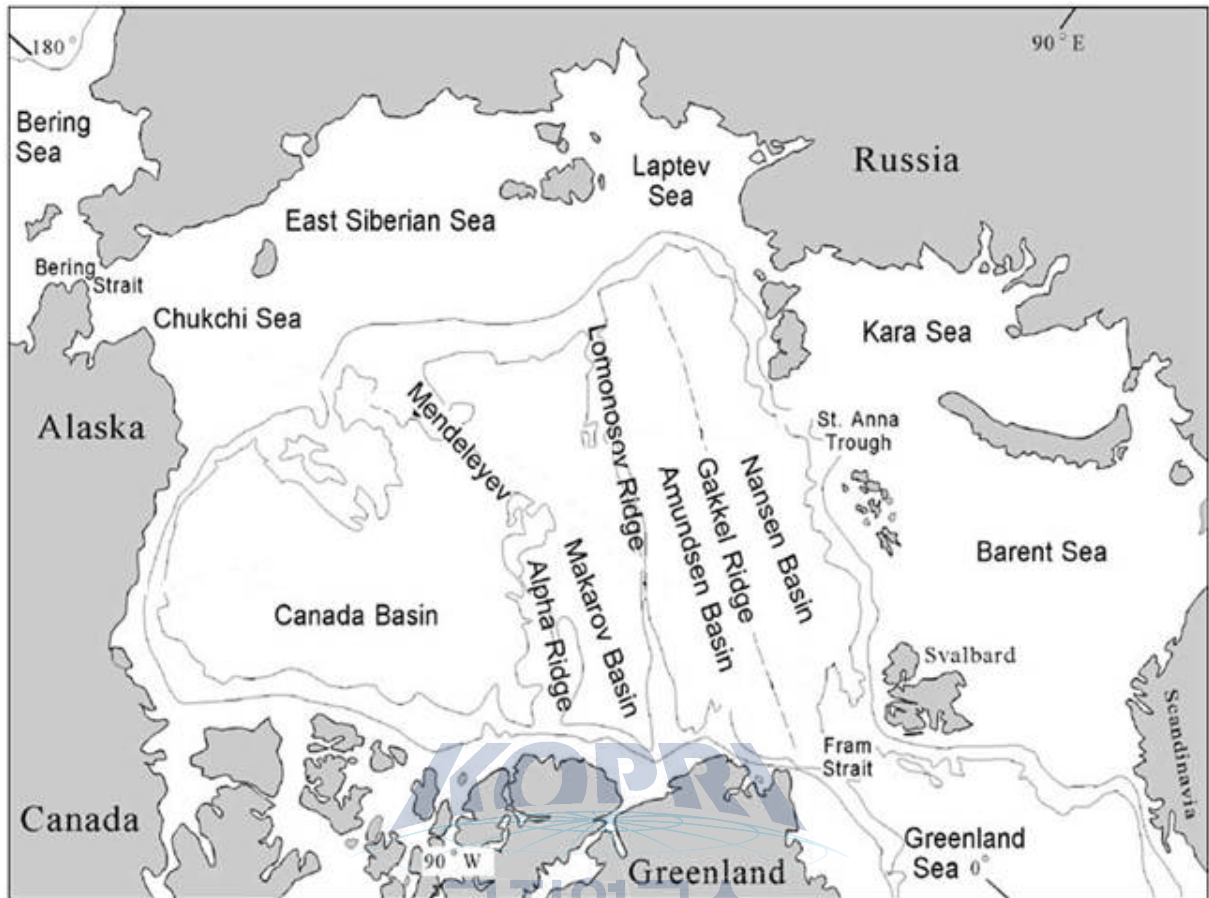 180°
90° E
Bering
Sea
Russia
Laptev
Sea
East Siberian Sea
Bering
Strait
Chukchi Sea
Kara Sea
Alaska
Mendeleyev
Lomonosov Ridge
St. Anna
Trough
Nansen Basin
Gakkel Ridge
Amundsen Basin
Makarov Basin
Alpha Ridge
Barent Sea
Canada Basin
Svalbard
Scandinavia
Fram
Strait
KOPRI
Canada
90° W
Greenland
Greenland
Sea 0°